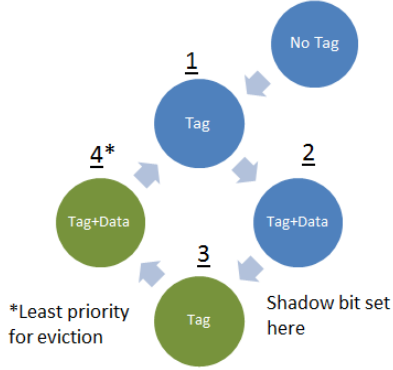 No Tag
1
Tag
2
4*
Tag+Data
Tag+Data
3
Tag
*Least priority
for eviction
Shadow bit set
here